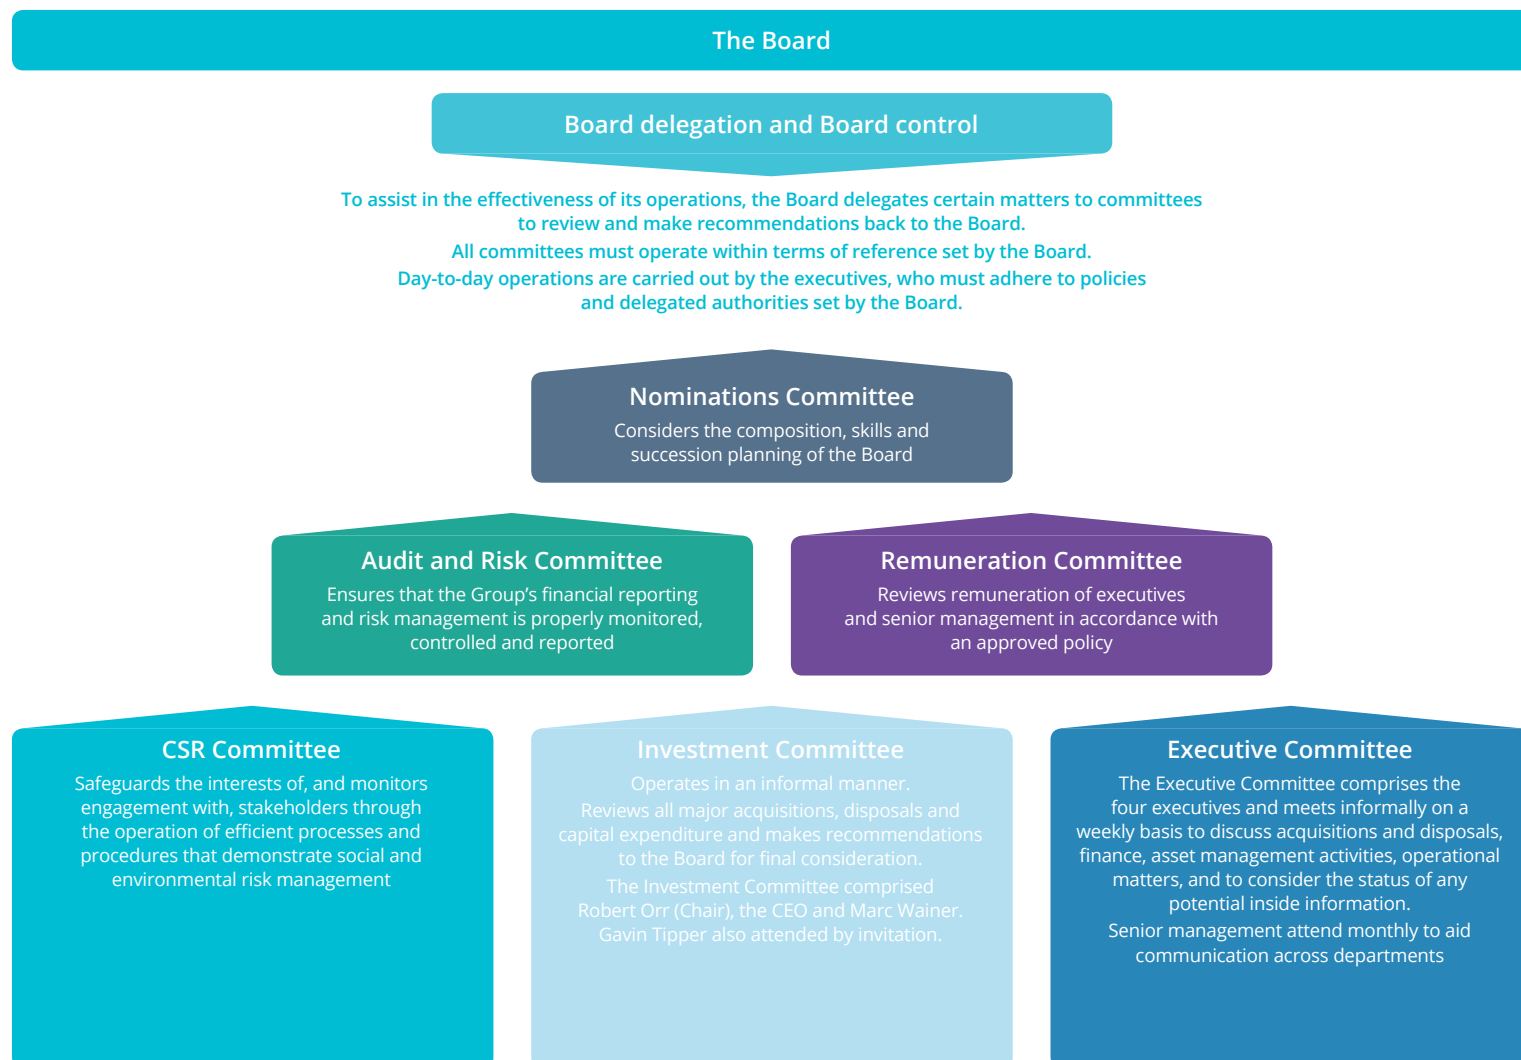 The Board
Board delegation and Board control
To assist in the effectiveness of its operations, the Board delegates certain matters to committees
to review and make recommendations back to the Board.
All committees must operate within terms of reference set by the Board.
Day-to-day operations are carried out by the executives, who must adhere to policies
and delegated authorities set by the Board.
Nominations Committee
Considers the composition, skills and
succession planning of the Board
Audit and Risk Committee
Ensures that the Group’s financial reporting
and risk management is properly monitored,
controlled and reported
Remuneration Committee
Reviews remuneration of executives
and senior management in accordance with
an approved policy
CSR Committee
Safeguards the interests of, and monitors
engagement with, stakeholders through
the operation of efficient processes and
procedures that demonstrate social and
environmental risk management
Investment Committee
Operates in an informal manner.
Reviews all major acquisitions, disposals and
capital expenditure and makes recommendations
to the Board for final consideration.
The Investment Committee comprised
Robert Orr (Chair), the CEO and Marc Wainer.
Gavin Tipper also attended by invitation.
Executive Committee
The Executive Committee comprises the
four executives and meets informally on a
weekly basis to discuss acquisitions and disposals,
finance, asset management activities, operational
matters, and to consider the status of any
potential inside information.
Senior management attend monthly to aid
communication across departments